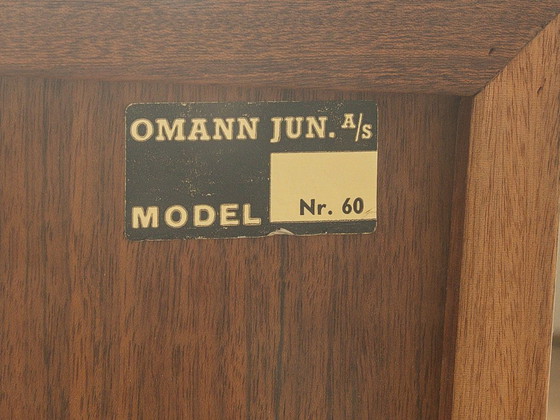 OMANN JUN. A/S
MODEL Nr. 60